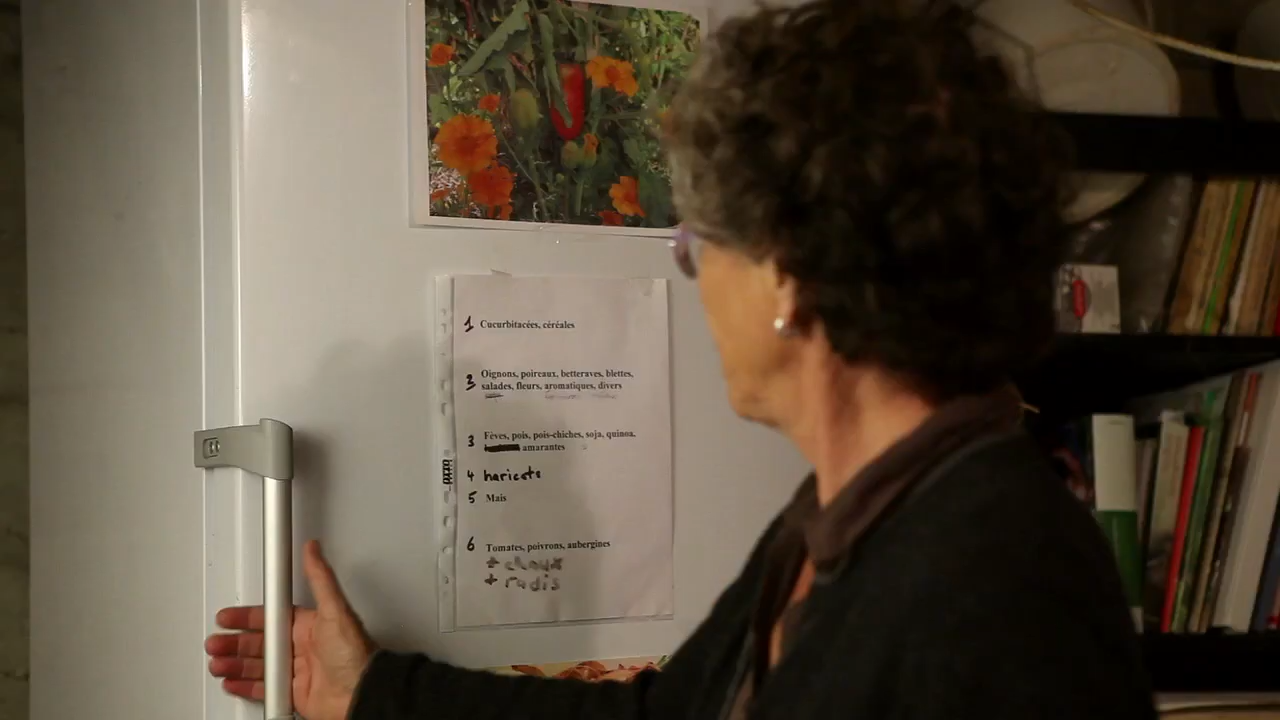 1 Cucurbitacées, céréales
2 Oignons, poireaux, betteraves, blettes,
salades, fleurs, aromatiques, divers
3 Fèves, pois, pois-chiches, soja, quinoa,
amarantes
4 haricots
5 Maïs
6 Tomates, poivrons, aubergines
+ choux
+ radis